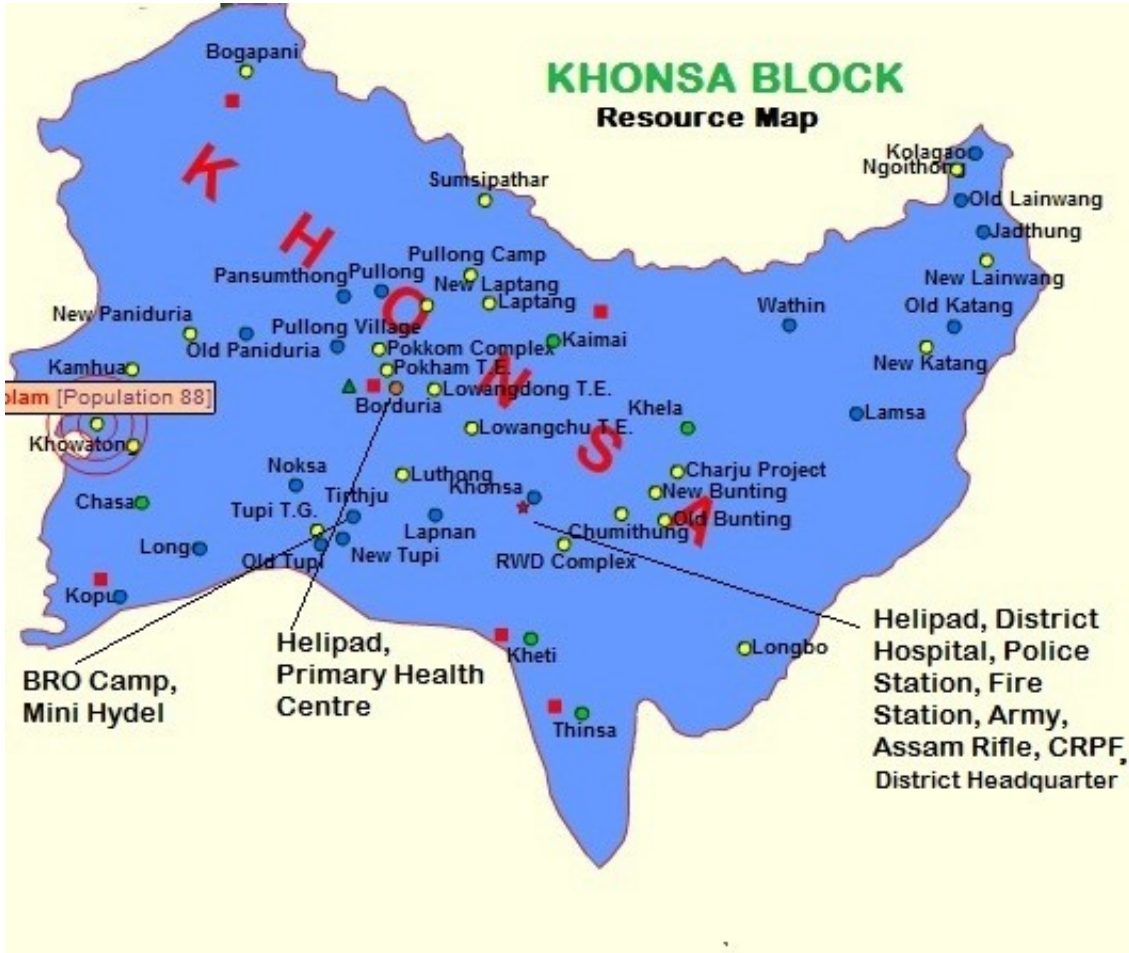 Bogapani
KHONSA BLOCK
Resource Map
Kolagao
Ngoithong
Sumsipathar
Old Lainwang
Jadthung
Pullong Camp
Pansumthong
Pullong
New Laptang
New Lainwang
Laptang
Wathin
Old Katang
New Paniduria
Pullong Village
Kaimai
Old Paniduria
Pokkom Complex
New Katang
Kamhua
Pokham T.E.
olam [Population 88]
Lowangdong T.E.
Borduria
Khela
Lamsa
Lowangchu T.E.
Khowatong
Noksa
Luthong
Charju Project
Khonsa
New Bunting
Chasa
Tirthju
Tupi T.G.
Old Bunting
Lapnan
Chumithung
Long
New Tupi
Old Tupi
RWD Complex
Kopu
KHONSA
Kheti
Longbo
Thinsa
BRO Camp,
Mini Hydel
Helipad,
Primary Health
Centre
Helipad, District
Hospital, Police
Station, Fire
Station, Army,
Assam Rifle, CRPF,
District Headquarter